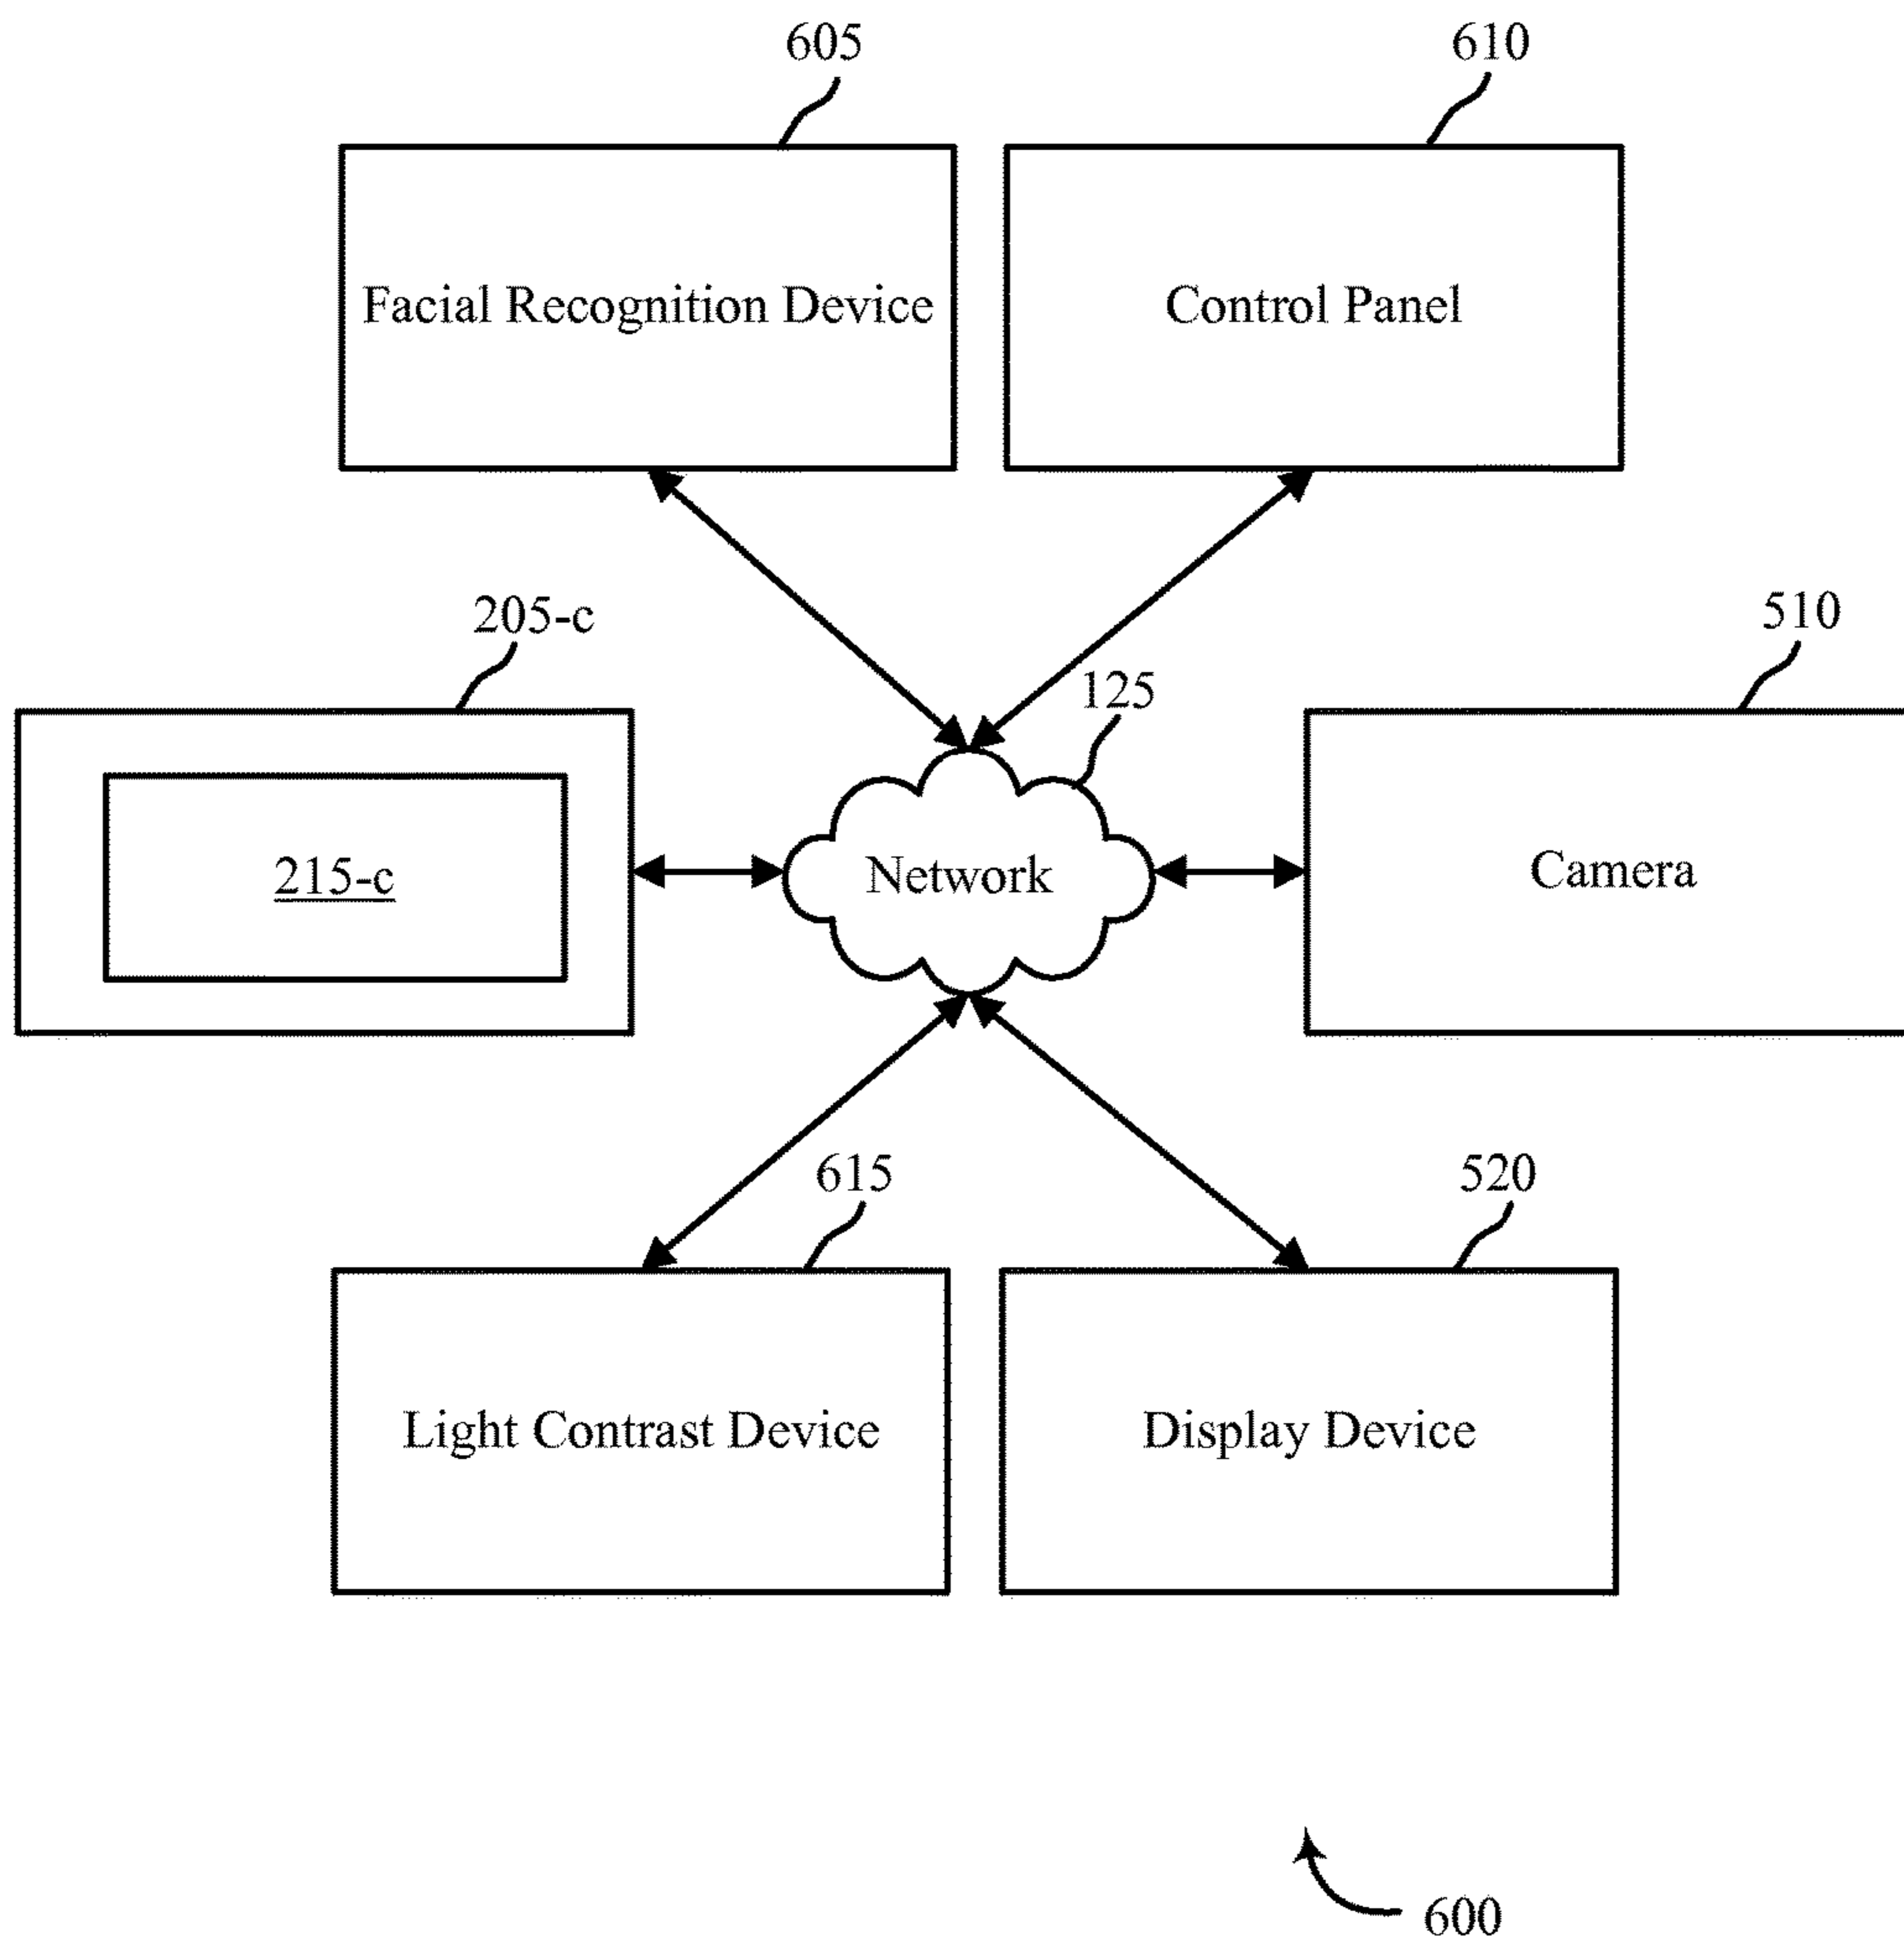 605
610
Facial Recognition Device
Control Panel
205-c
510
125
215-c
Network
Camera
615
520
Light Contrast Device
Display Device
600